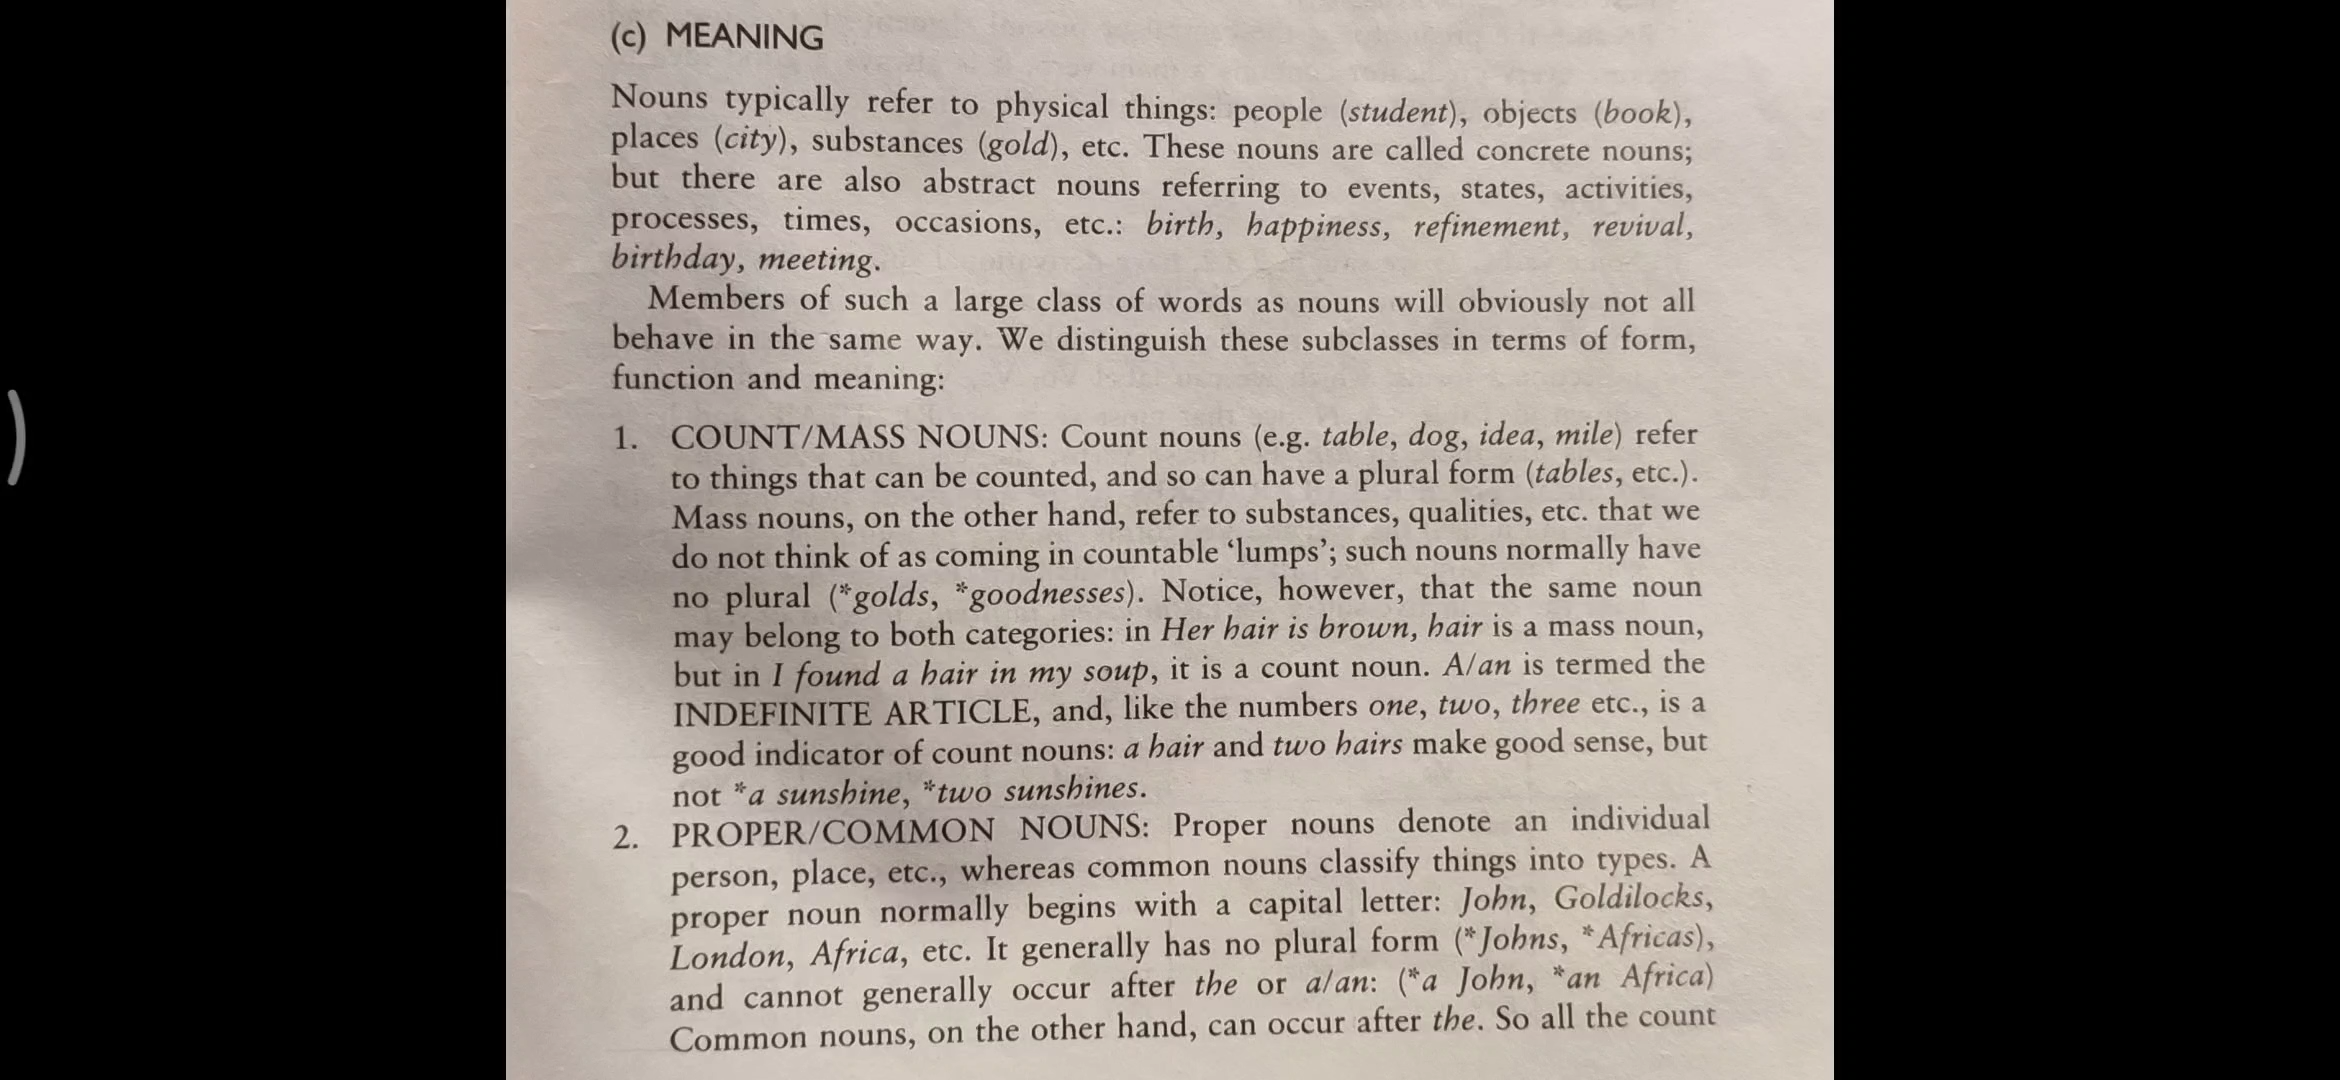 (c) MEANING
Nouns typically refer to physical things: people (student), objects (book),
places (city), substances (gold), etc. These nouns are called concrete nouns;
but there are also abstract nouns referring to events, states, activities,
processes, times, occasions, etc.: birth, happiness, refinement, revival,
birthday, meeting.
Members of such a large class of words as nouns will obviously not all
behave in the same way. We distinguish these subclasses in terms of form,
function and meaning:
1. COUNT/MASS NOUNS: Count nouns (e.g. table, dog, idea, mile) refer
to things that can be counted, and so can have a plural form (tables, etc.).
Mass nouns, on the other hand, refer to substances, qualities, etc. that we
do not think of as coming in countable ‘lumps’; such nouns normally have
no plural (*golds, *goodnesses). Notice, however, that the same noun
may belong to both categories: in Her hair is brown, hair is a mass noun,
but in I found a hair in my soup, it is a count noun. A/an is termed the
INDEFINITE ARTICLE, and, like the numbers one, two, three etc., is a
good indicator of count nouns: a hair and two hairs make good sense, but
not *a sunshine, *two sunshines.
2. PROPER/COMMON NOUNS: Proper nouns denote an individual
person, place, etc., whereas common nouns classify things into types. A
proper noun normally begins with a capital letter: John, Goldilocks,
London, Africa, etc. It generally has no plural form (*Johns, *Africas),
and cannot generally occur after the or a/an: (*a John, *an Africa)
Common nouns, on the other hand, can occur after the. So all the count